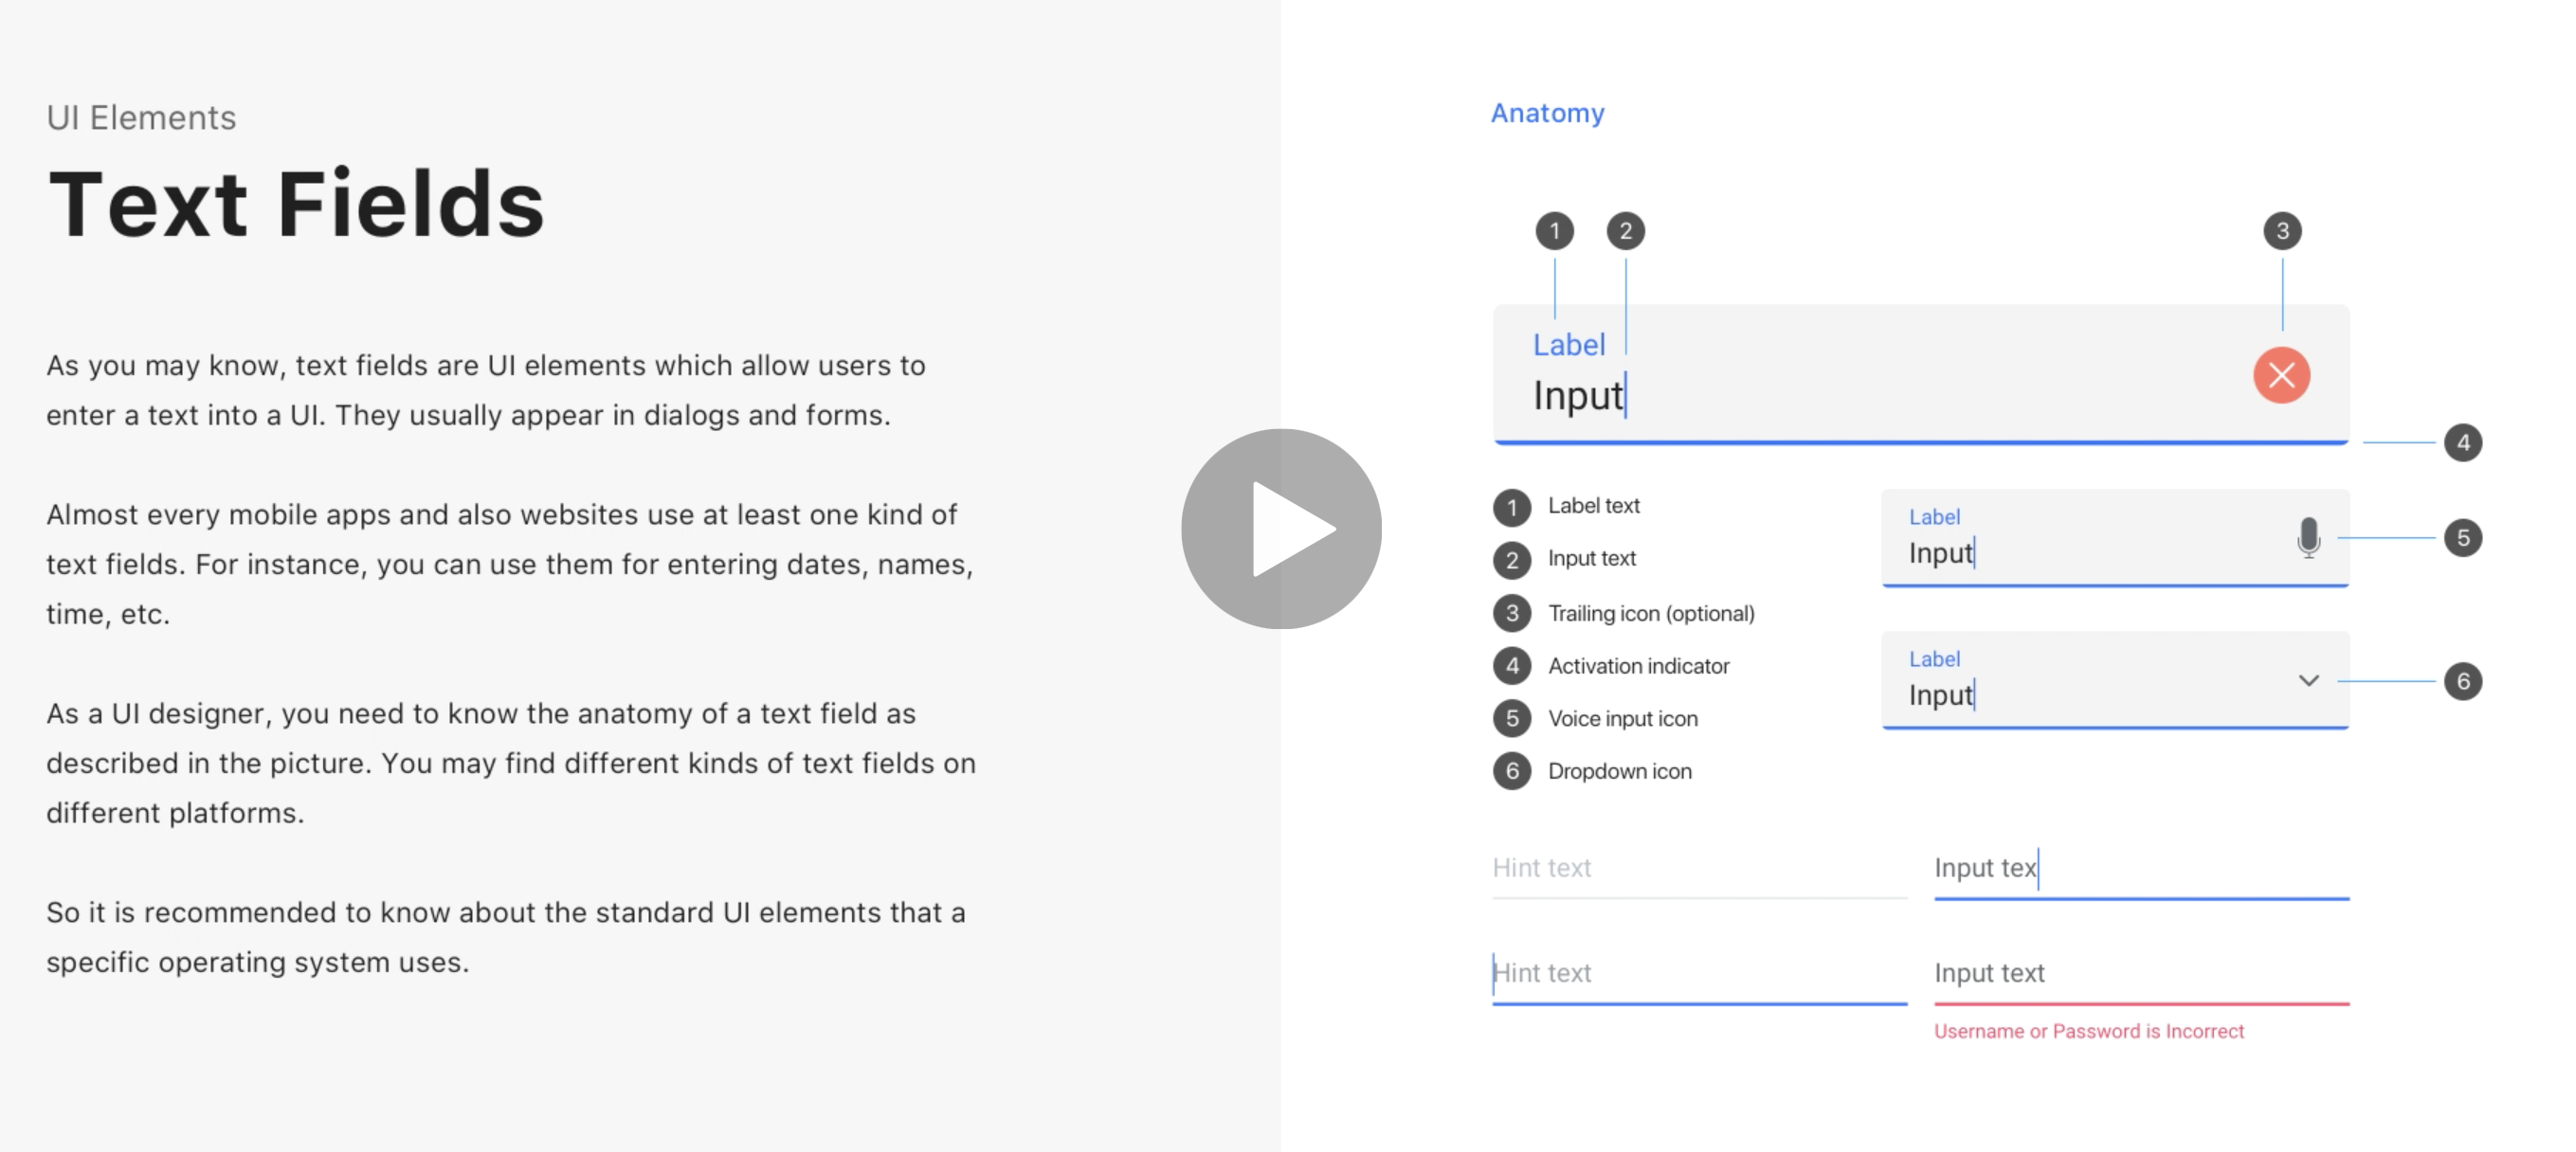 UI Elements
Text Fields
As you may know, text fields are UI elements which allow users to
enter a text into a UI. They usually appear in dialogs and forms.
Almost every mobile apps and also websites use at least one kind of
text fields. For instance, you can use them for entering dates, names,
time, etc.
As a UI designer, you need to know the anatomy of a text field as
described in the picture. You may find different kinds of text fields on
different platforms.
So it is recommended to know about the standard UI elements that a
specific operating system uses.
Anatomy
1 2 3
Label
Input
4
1 Label text
2 Input text
3 Trailing icon (optional)
4 Activation indicator
5 Voice input icon
6 Dropdown icon
Label
Input
5
Label
Input
6
Hint text
Input tex
Hint text
Input text
Username or Password is Incorrect